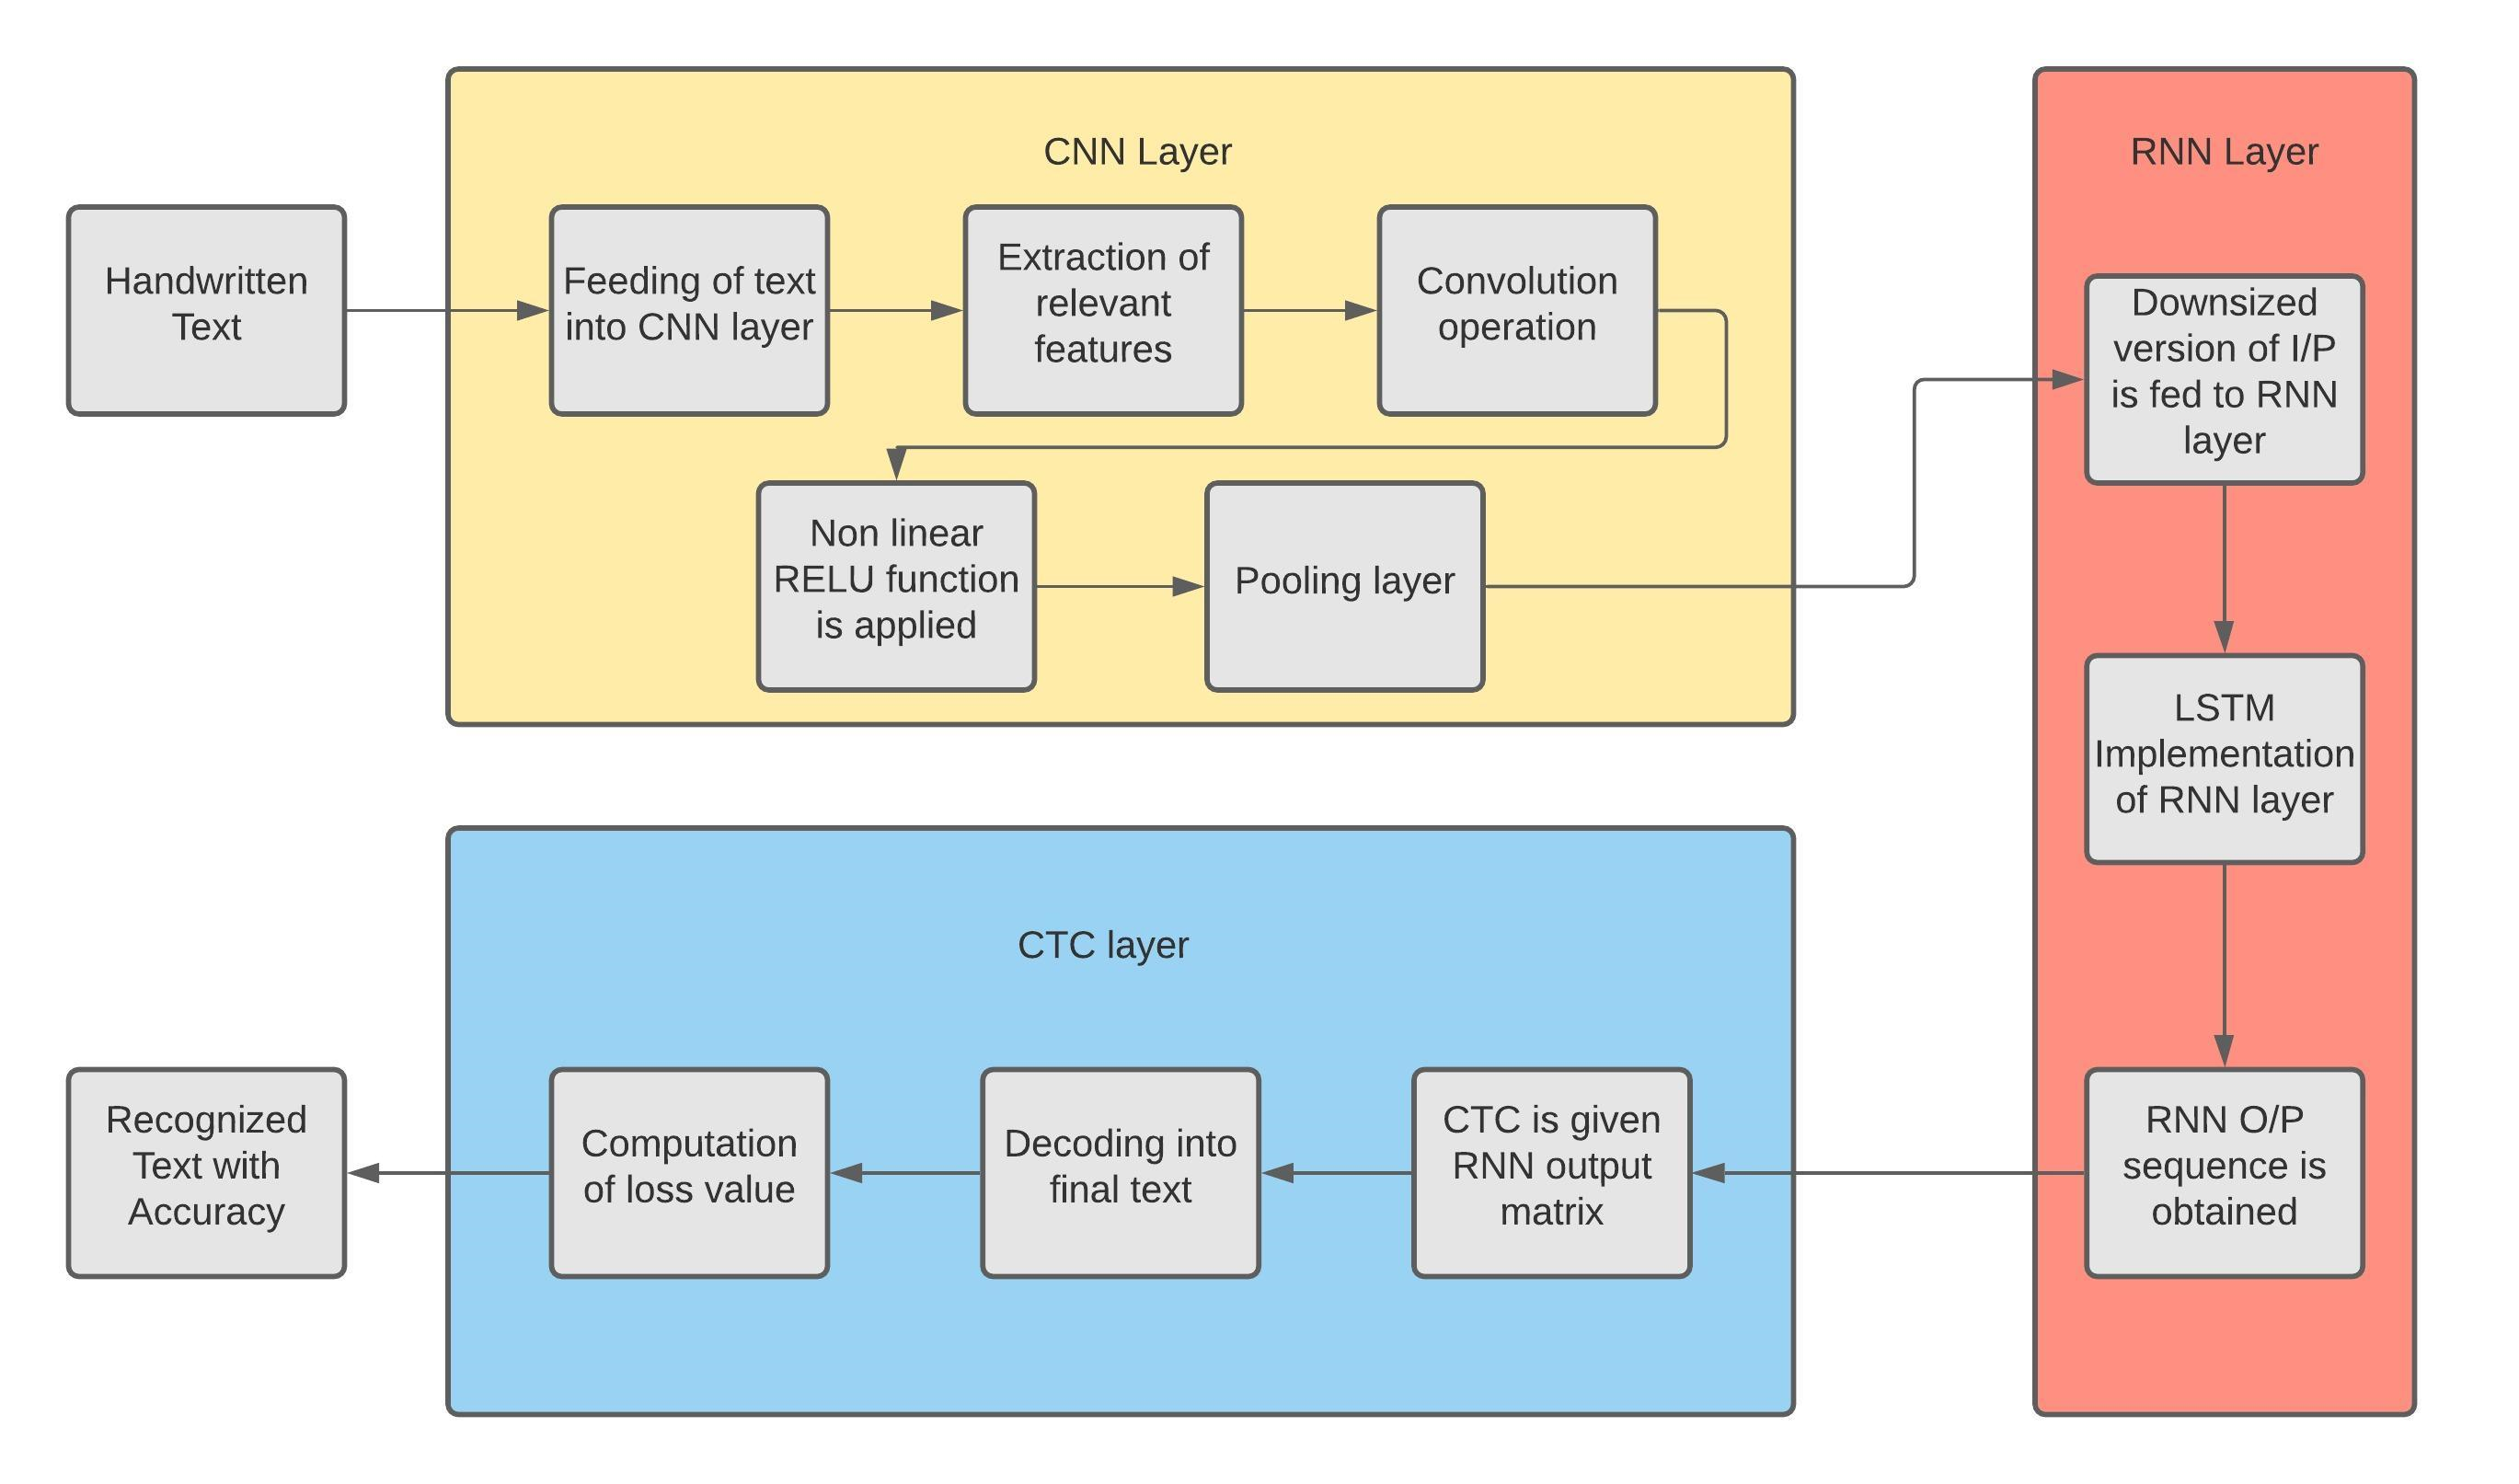 CNN Layer
RNN Layer
Handwritten
Text
Feeding of text
into CNN layer
Extraction of
relevant
features
Convolution
operation
Non linear
RELU function
is applied
Pooling layer
Downsized
version of I/P
is fed to RNN
layer
LSTM
Implementation
of RNN layer
RNN O/P
sequence is
obtained
CTC layer
CTC is given
RNN output
matrix
Decoding into
final text
Computation
of loss value
Recognized
Text with
Accuracy